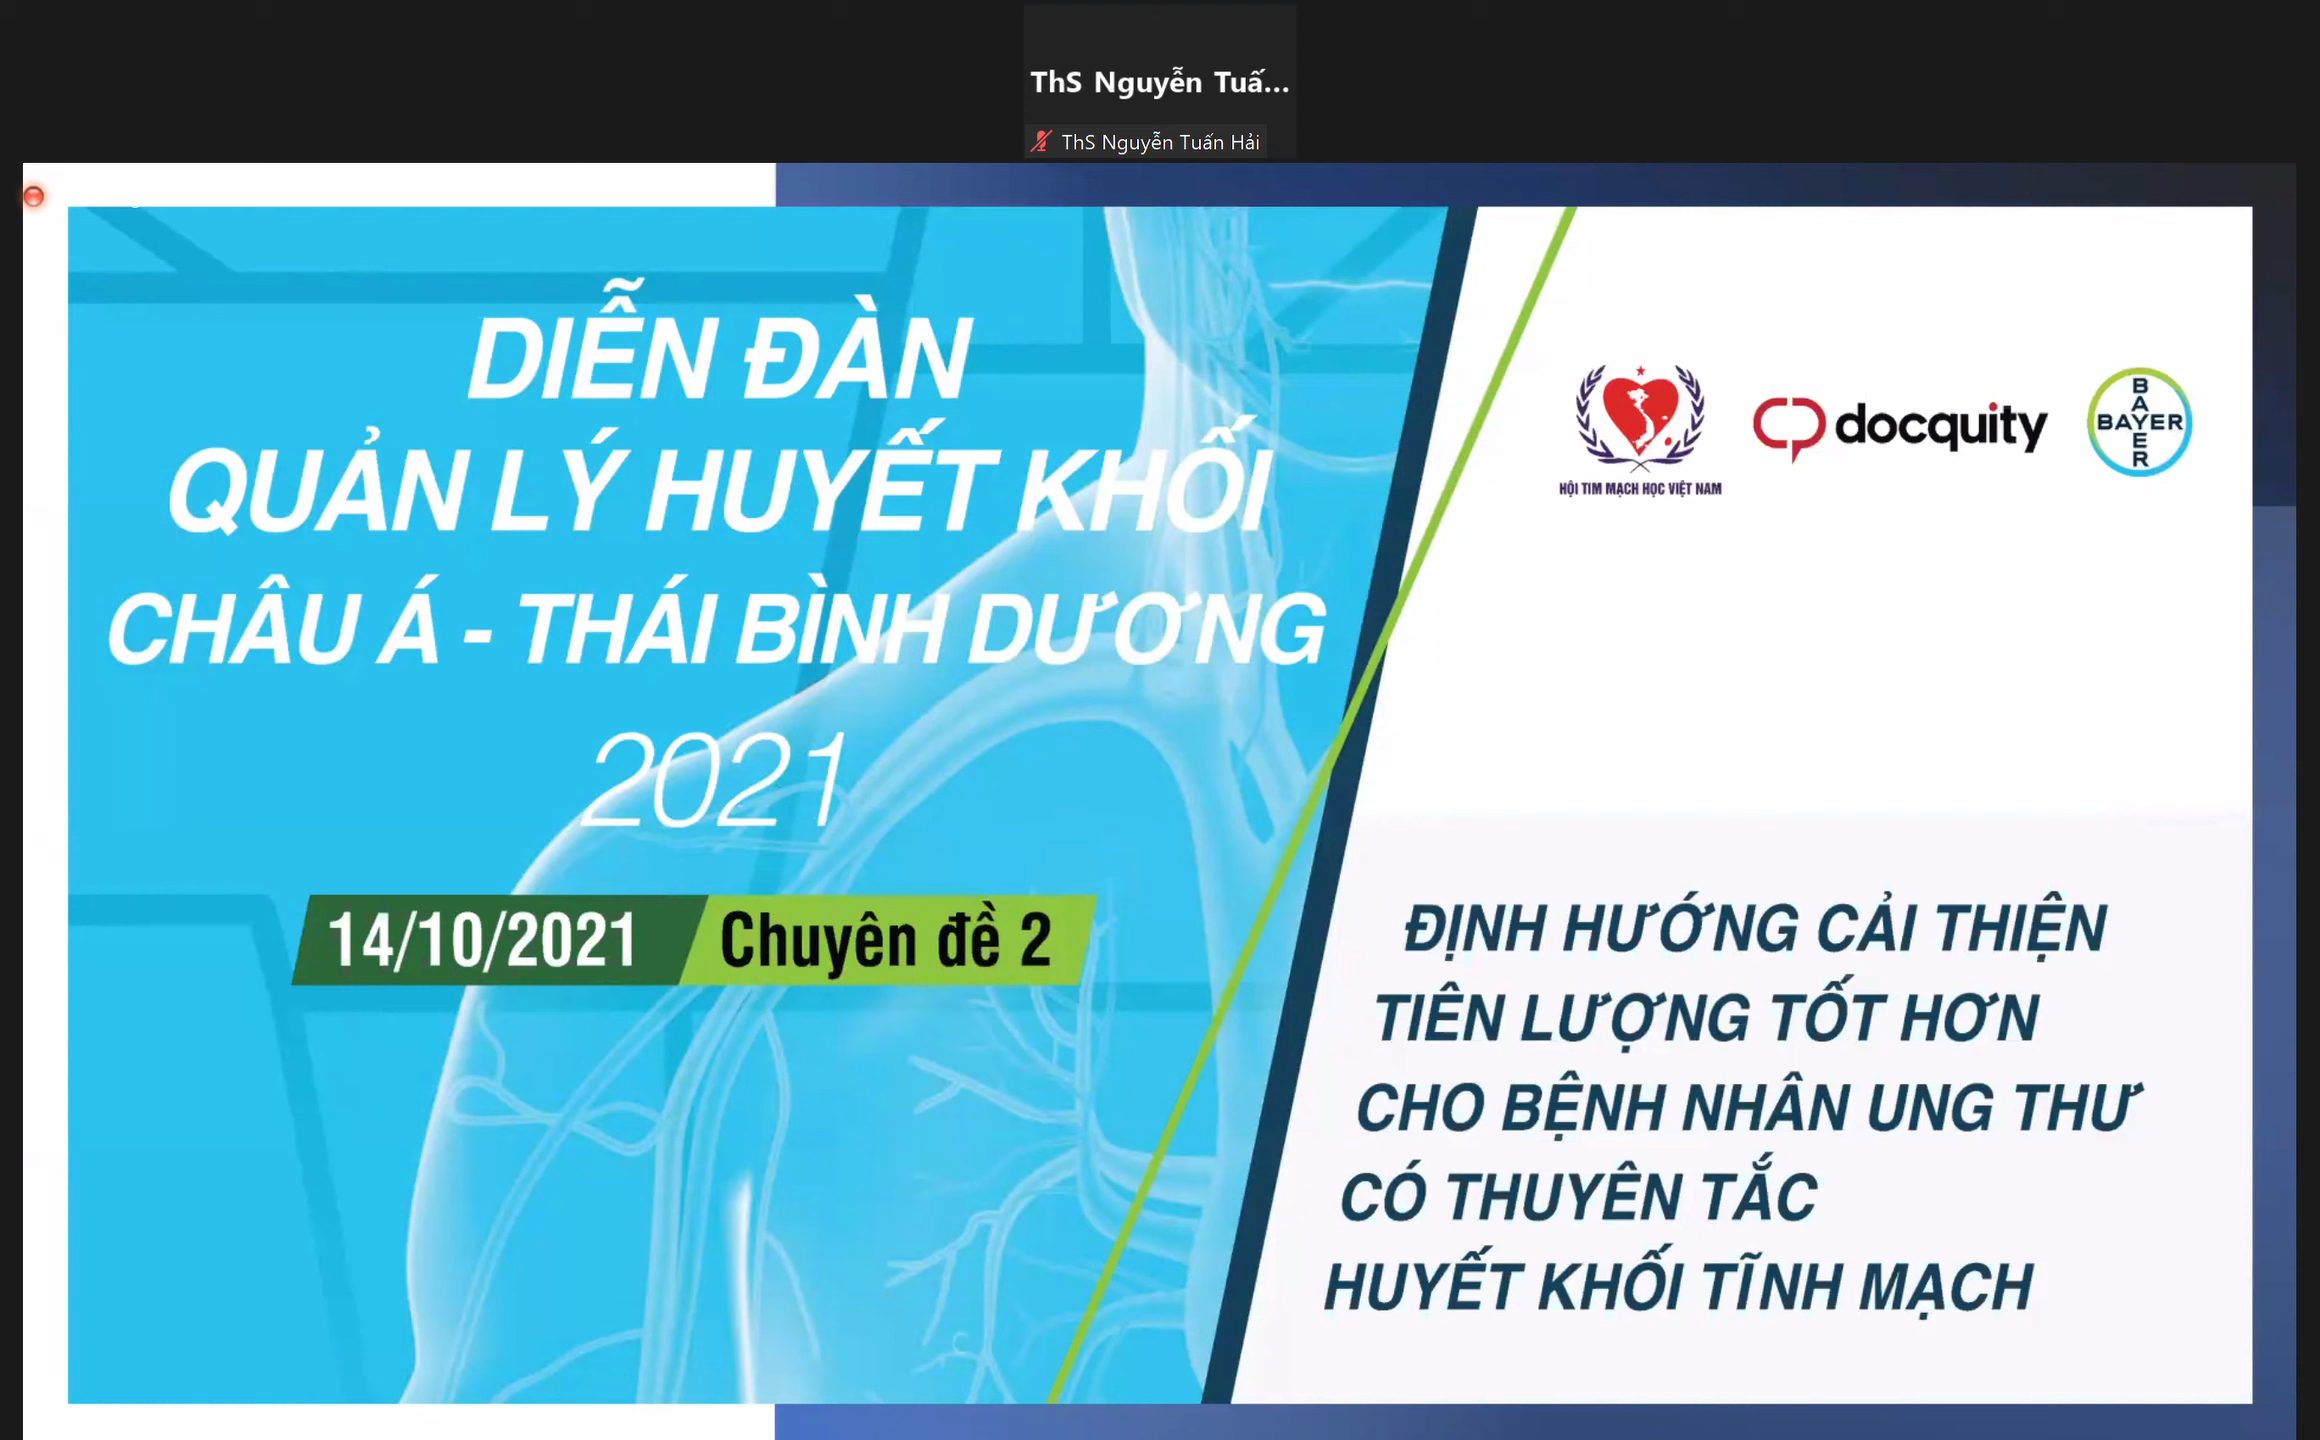 ThS Nguyễn Tuấ...
ThS Nguyễn Tuấn Hải
DIỄN ĐÀN
QUẢN LÝ HUYẾT KHỐI
CHÂU Á - THÁI BÌNH DƯƠNG
2021
14/10/2021 Chuyên đề 2
HỘI TIM MẠCH HỌC VIỆT NAM
docquity
BAYER
BAYER
ĐỊNH HƯỚNG CẢI THIỆN
TIÊN LƯỢNG TỐT HƠN
CHO BỆNH NHÂN UNG THƯ
CÓ THUYÊN TẮC
HUYẾT KHỐI TĨNH MẠCH